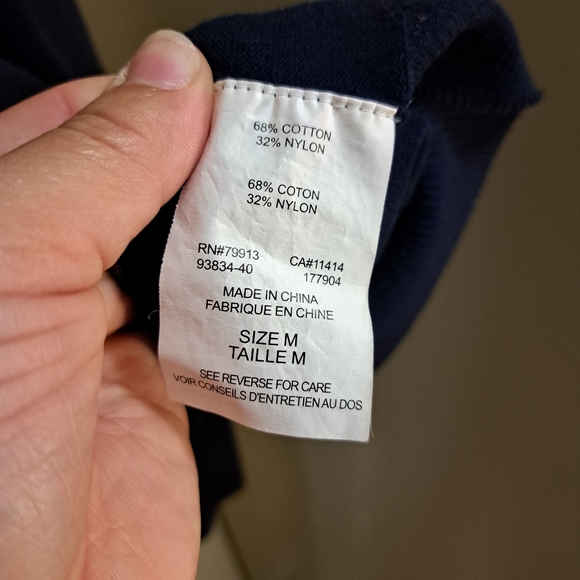 68% COTTON
32% NYLON
68% COTON
32% NYLON
RN#79913 CA#11414
93834-40 177904
MADE IN CHINA
FABRIQUE EN CHINE
SIZE M
TAILLE M
SEE REVERSE FOR CARE
VOIR CONSEILS D'ENTRETIEN AU DOS